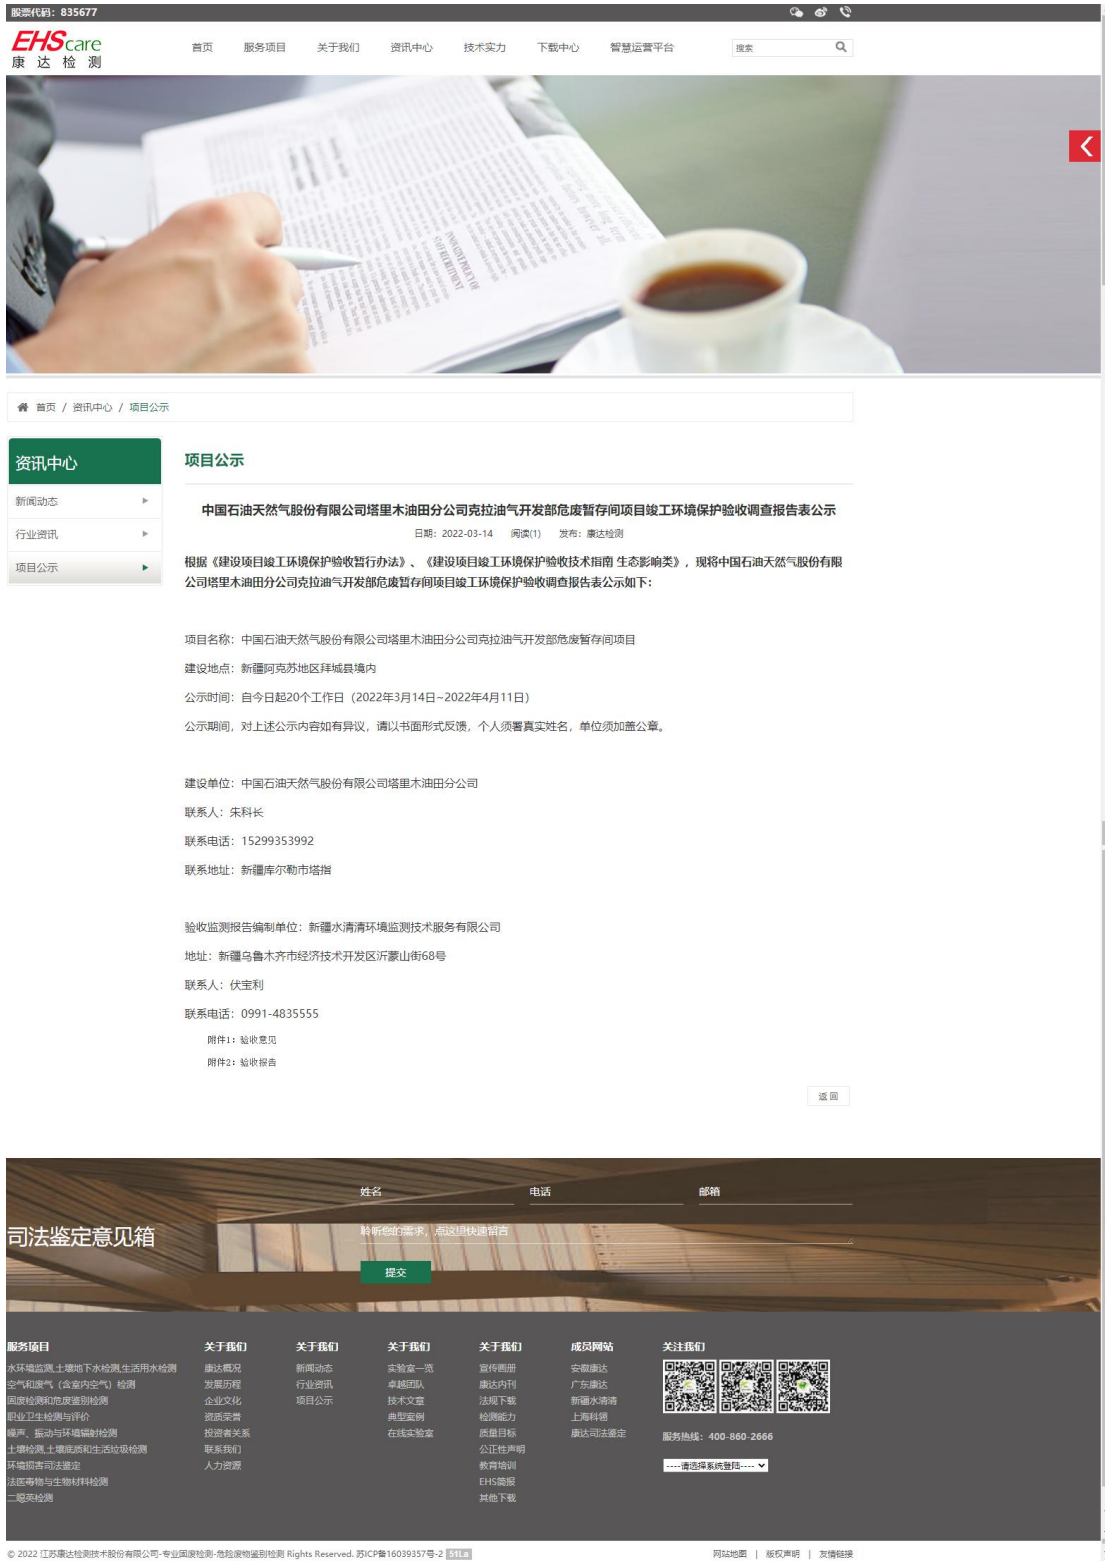 股票代码：835677
EHScare
康达检测
首页 服务项目 关于我们 资讯中心 技术实力 下载中心 智慧运营平台 搜索
INNOVATIVE POLICY OF
STAFF RECRUITMENT
首页 / 资讯中心 / 项目公示
资讯中心
新闻动态
行业资讯
项目公示
项目公示
中国石油天然气股份有限公司塔里木油田分公司克拉油气开发部危废暂存间项目竣工环境保护验收调查报告表公示
日期：2022-03-14 阅读(1) 发布：康达检测
根据《建设项目竣工环境保护验收暂行办法》、《建设项目竣工环境保护验收技术指南 生态影响类》，现将中国石油天然气股份有限
公司塔里木油田分公司克拉油气开发部危废暂存间项目竣工环境保护验收调查报告表公示如下：
项目名称：中国石油天然气股份有限公司塔里木油田分公司克拉油气开发部危废暂存间项目
建设地点：新疆阿克苏地区拜城县境内
公示时间：自今日起20个工作日（2022年3月14日~2022年4月11日）
公示期间，对上述公示内容如有异议，请以书面形式反馈，个人须署真实姓名，单位须加盖公章。
建设单位：中国石油天然气股份有限公司塔里木油田分公司
联系人：朱科长
联系电话：15299353992
联系地址：新疆库尔勒市塔指
验收监测报告编制单位：新疆水清清环境监测技术服务有限公司
地址：新疆乌鲁木齐市经济技术开发区沂蒙山街68号
联系人：伏宝利
联系电话：0991-4835555
附件1：验收意见
附件2：验收报告
返回
姓名 电话 邮箱
司法鉴定意见箱
聆听您的需求，点这里快速留言
提交
服务项目 关于我们 关于我们 关于我们 关于我们 成员网站 关注我们
水环境监测,土壤地下水检测,生活用水检测 康达概况 新闻动态 实验室一览 宣传画册 安徽康达
空气和废气（含室内空气）检测 发展历程 行业资讯 卓越团队 康达内刊 广东康达
固废检测和危废鉴别检测 企业文化 项目公示 技术文章 法规下载 新疆水清清
职业卫生检测与评价 资质荣誉 典型案例 检测能力 上海科瓒
噪声、振动与环境辐射检测 投资者关系 在线实验室 质量目标 康达司法鉴定
服务热线：400-860-2666
土壤检测,土壤底质和生活垃圾检测 联系我们 公正性声明
环境损害司法鉴定 人力资源 教育培训
----请选择系统登陆----
法医毒物与生物材料检测 EHS简报
二噁英检测 其他下载
© 2022 江苏康达检测技术股份有限公司-专业固废检测-危险废物鉴别检测 Rights Reserved. 苏ICP备16039357号-2 51La 网站地图 | 版权声明 | 友情链接